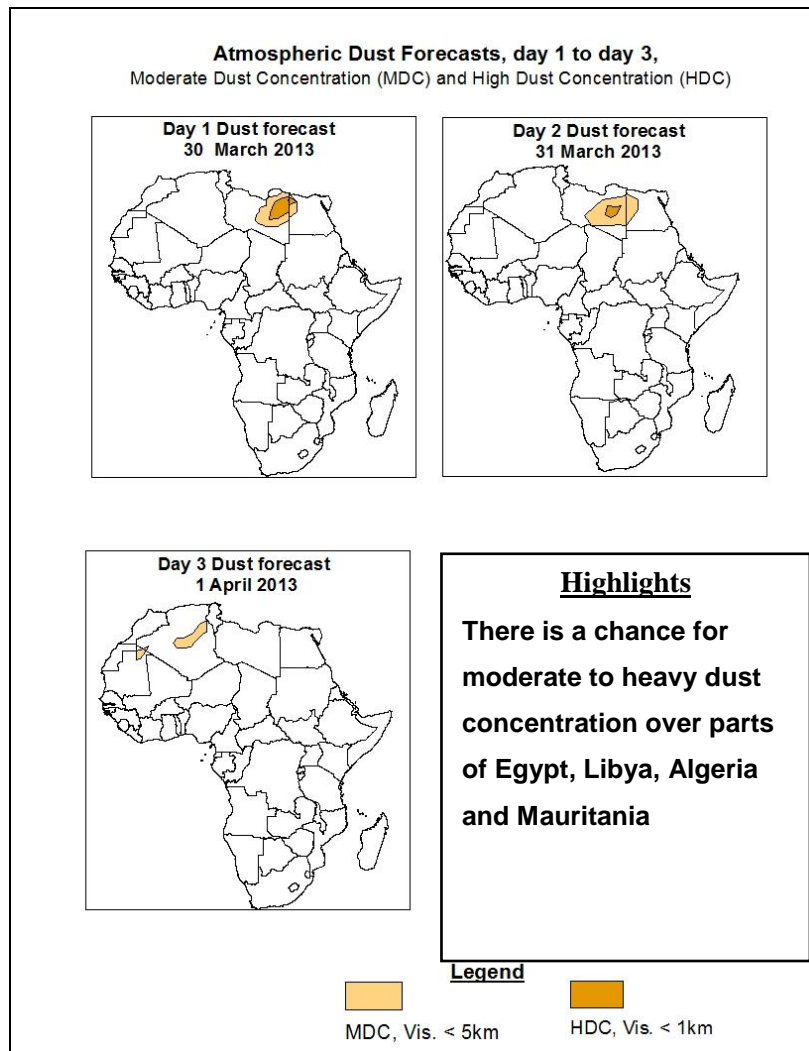 Atmospheric Dust Forecasts, day 1 to day 3,
Moderate Dust Concentration (MDC) and High Dust Concentration (HDC)
Day 1 Dust forecast
30 March 2013
Day 2 Dust forecast
31 March 2013
Day 3 Dust forecast
1 April 2013
Highlights
There is a chance for
moderate to heavy dust
concentration over parts
of Egypt, Libya, Algeria
and Mauritania
Legend
MDC, Vis. < 5km
HDC, Vis. < 1km